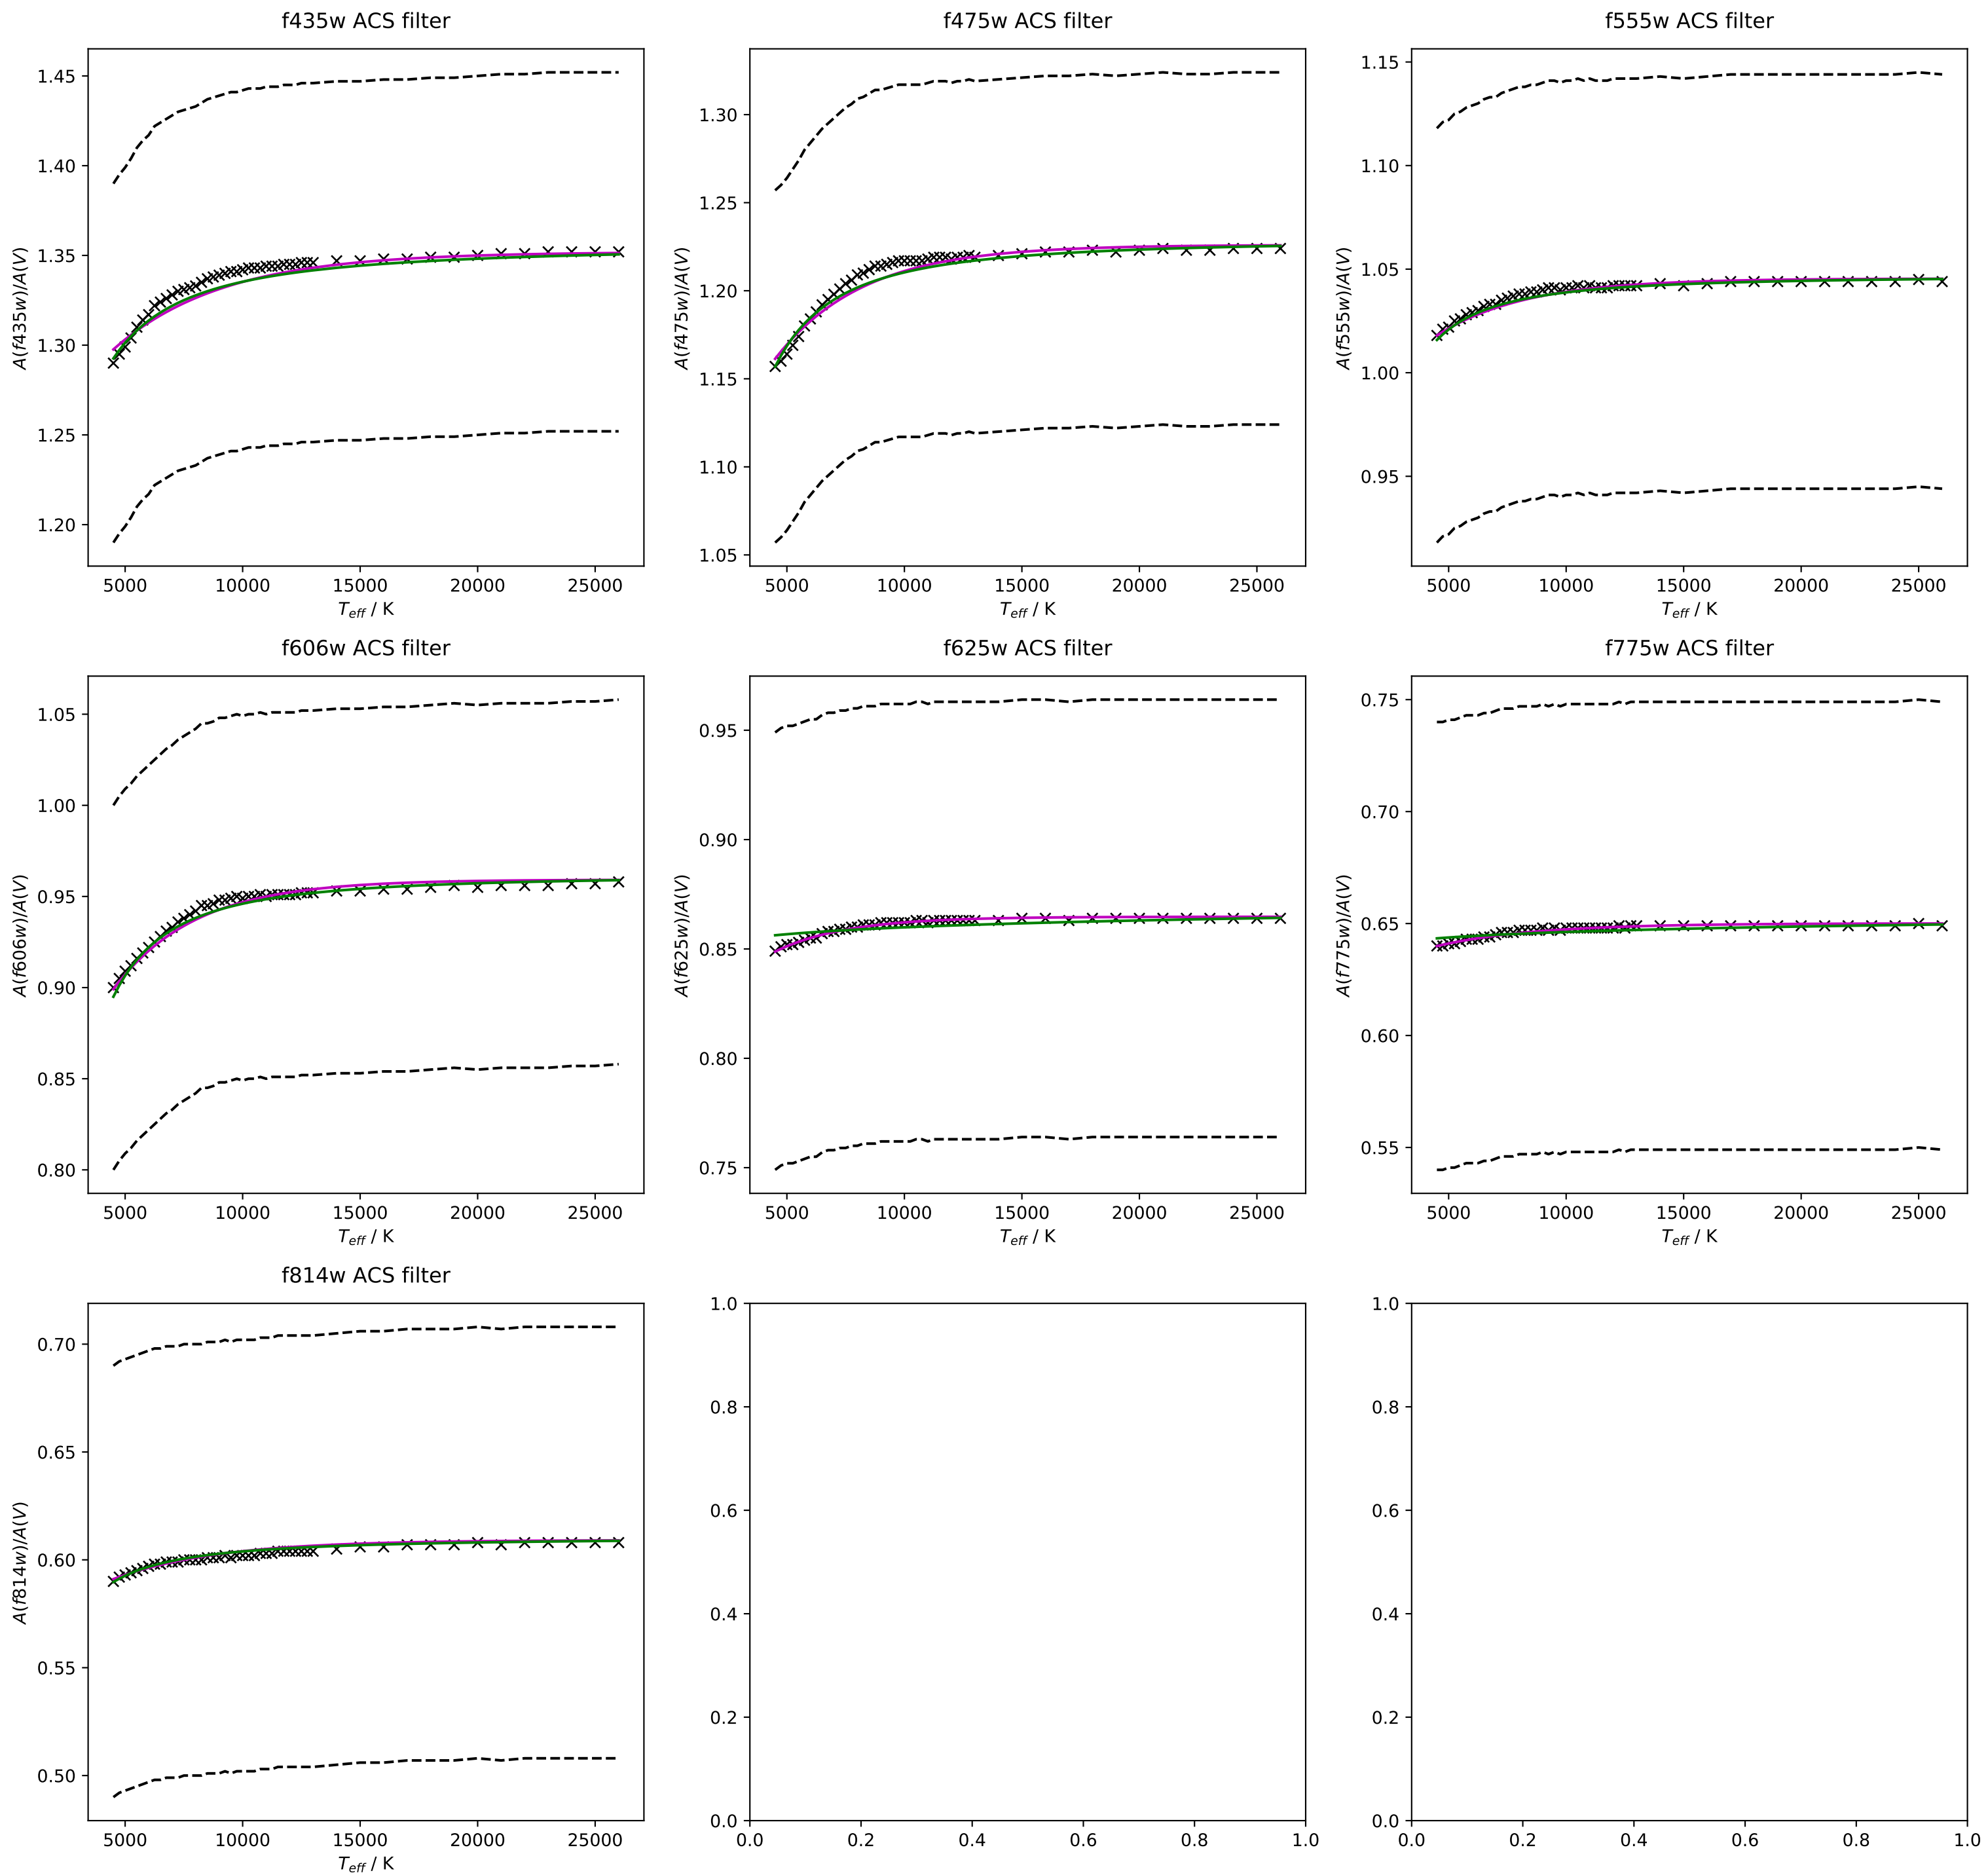 f435w ACS filter
f475w ACS filter
f555w ACS filter
A(f435w)/A(V)
1.45
1.40
1.35
1.30
1.25
1.20
5000 10000 15000 20000 25000
T_eff / K
A(f475w)/A(V)
1.30
1.25
1.20
1.15
1.10
1.05
5000 10000 15000 20000 25000
T_eff / K
A(f555w)/A(V)
1.15
1.10
1.05
1.00
0.95
5000 10000 15000 20000 25000
T_eff / K
f606w ACS filter
f625w ACS filter
f775w ACS filter
A(f606w)/A(V)
1.05
1.00
0.95
0.90
0.85
0.80
5000 10000 15000 20000 25000
T_eff / K
A(f625w)/A(V)
0.95
0.90
0.85
0.80
0.75
5000 10000 15000 20000 25000
T_eff / K
A(f775w)/A(V)
0.75
0.70
0.65
0.60
0.55
5000 10000 15000 20000 25000
T_eff / K
f814w ACS filter
A(f814w)/A(V)
0.70
0.65
0.60
0.55
0.50
5000 10000 15000 20000 25000
T_eff / K
1.0
0.8
0.6
0.4
0.2
0.0
0.0 0.2 0.4 0.6 0.8 1.0
1.0
0.8
0.6
0.4
0.2
0.0
0.0 0.2 0.4 0.6 0.8 1.0